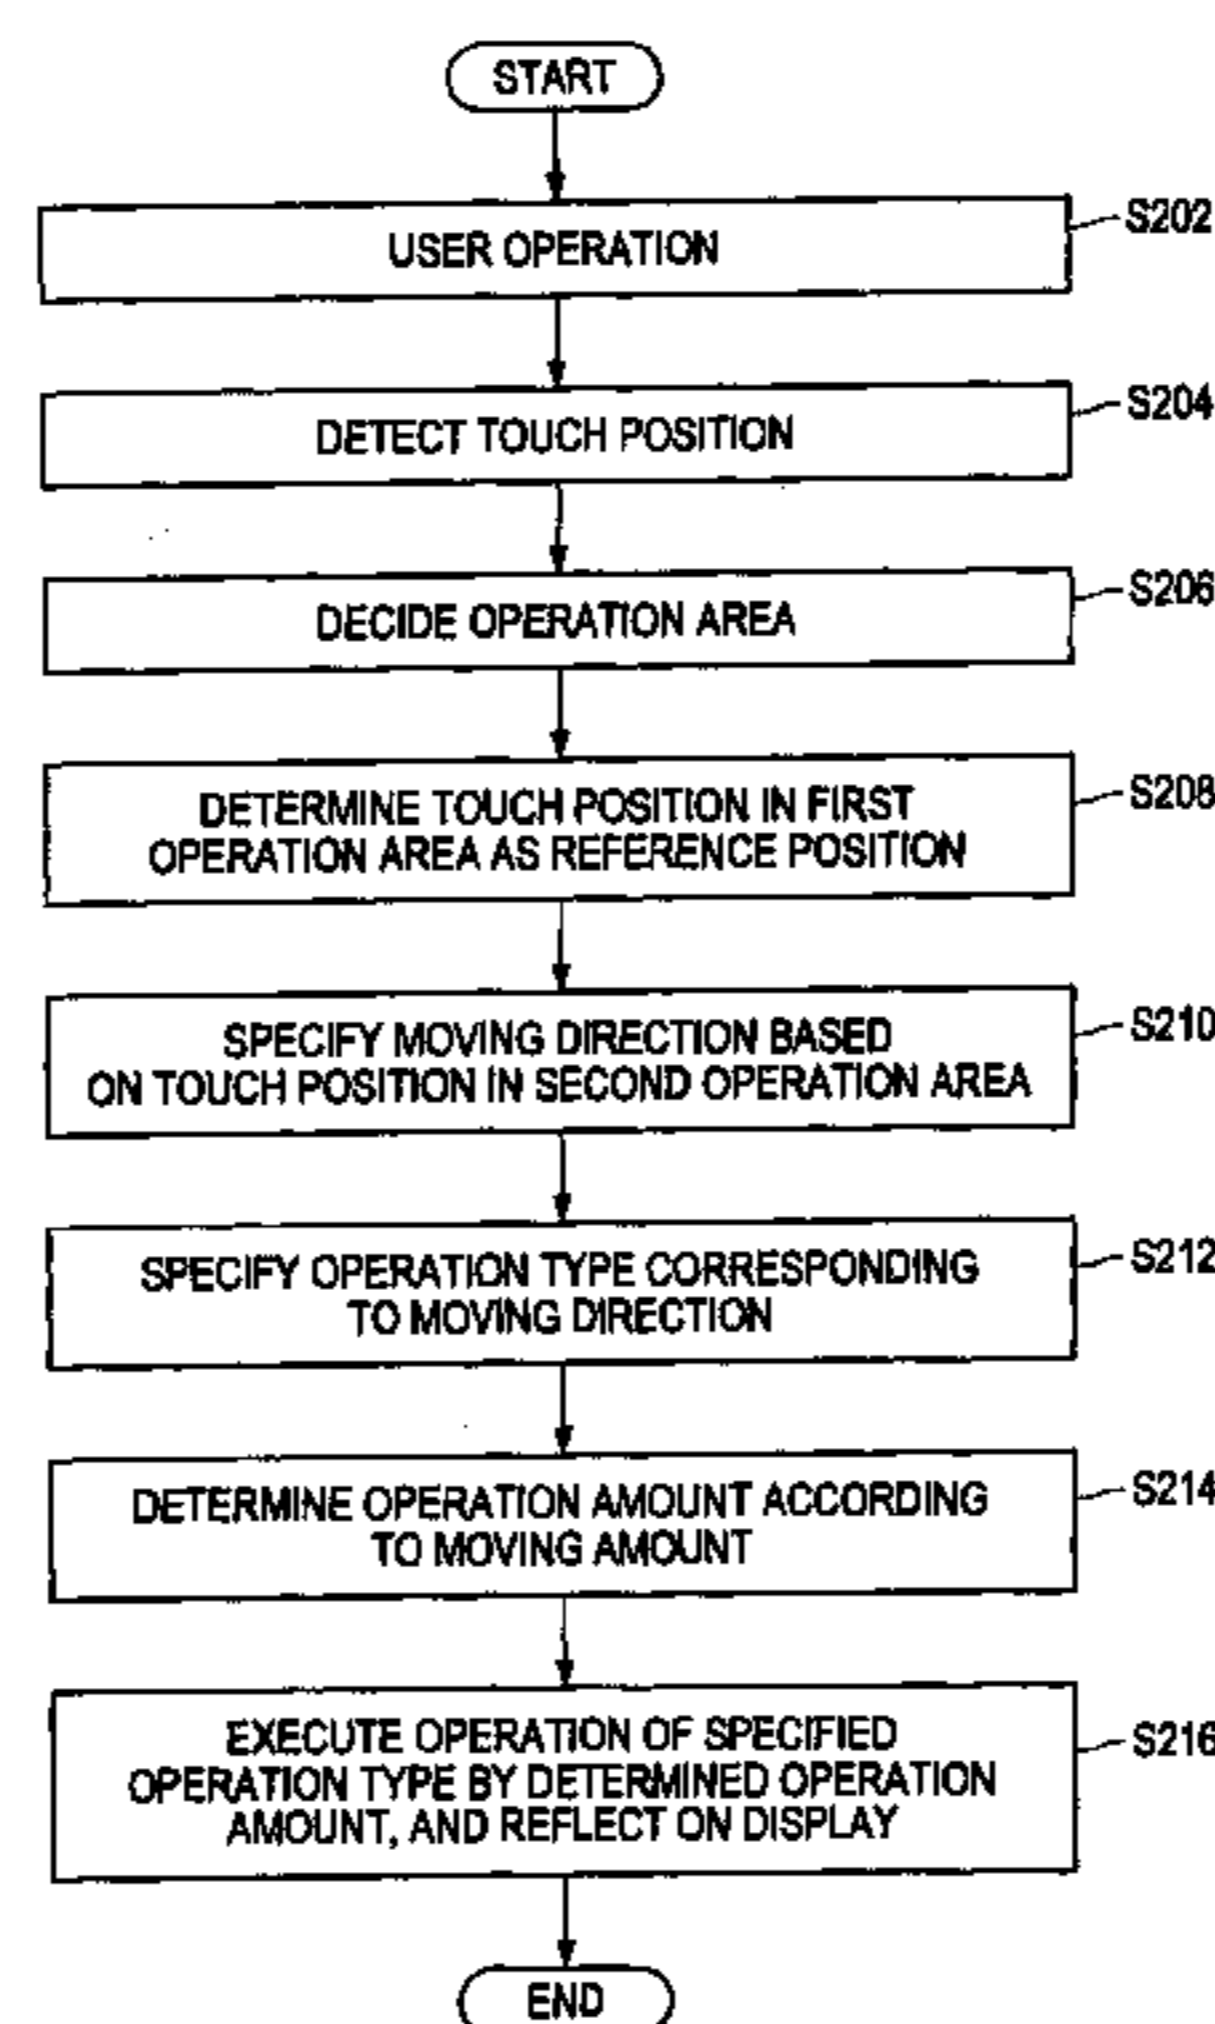 START
USER OPERATION
S202
DETECT TOUCH POSITION
S204
DECIDE OPERATION AREA
S206
DETERMINE TOUCH POSITION IN FIRST
OPERATION AREA AS REFERENCE POSITION
S208
SPECIFY MOVING DIRECTION BASED
ON TOUCH POSITION IN SECOND OPERATION AREA
S210
SPECIFY OPERATION TYPE CORRESPONDING
TO MOVING DIRECTION
S212
DETERMINE OPERATION AMOUNT ACCORDING
TO MOVING AMOUNT
S214
EXECUTE OPERATION OF SPECIFIED
OPERATION TYPE BY DETERMINED OPERATION
AMOUNT, AND REFLECT ON DISPLAY
S216
END